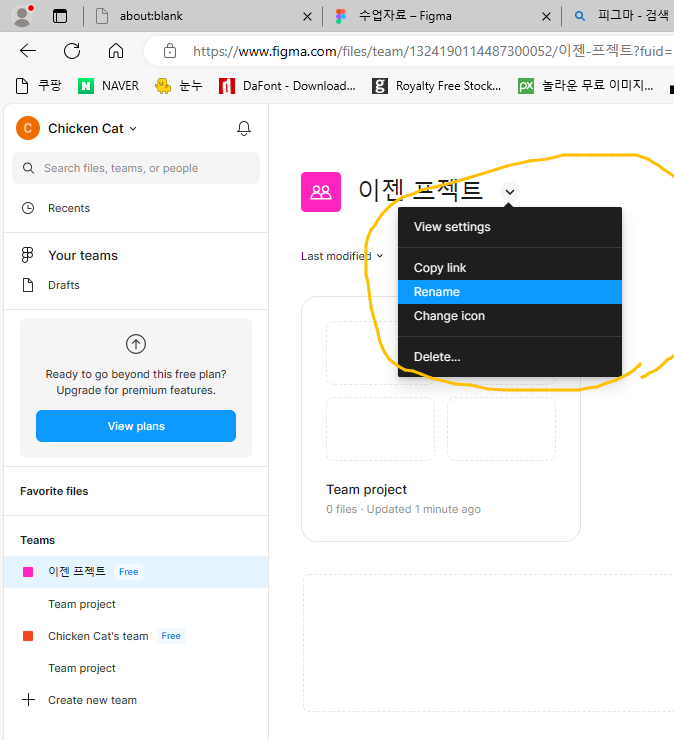 about:blank
수업자료 – Figma
피그마 - 검색
https://www.figma.com/files/team/1324190114487300052/이젠-프젝트?fuid=
쿠팡
NAVER
눈누
DaFont - Download...
Royalty Free Stock...
놀라운 무료 이미지...
C
Chicken Cat
Search files, teams, or people
Recents
Your teams
Drafts
Ready to go beyond this free plan?
Upgrade for premium features.
View plans
Favorite files
Teams
이젠 프젝트 Free
Team project
Chicken Cat's team Free
Team project
Create new team
이젠 프젝트
Last modified
View settings
Copy link
Rename
Change icon
Delete...
Team project
0 files · Updated 1 minute ago